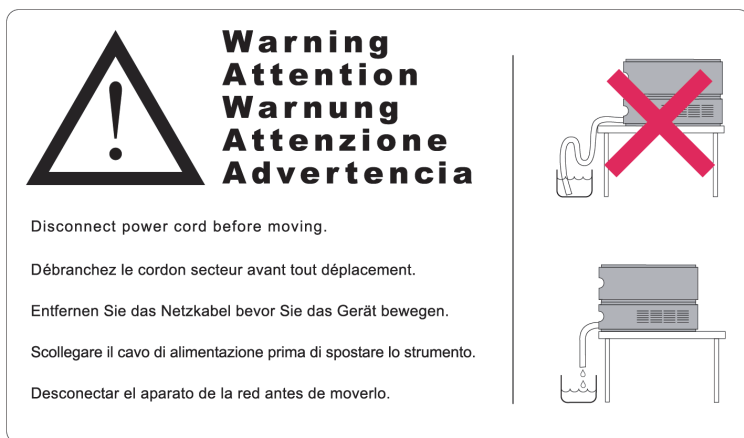 Warning
Attention
Warnung
Attenzione
Advertencia
Disconnect power cord before moving.
Débranchez le cordon secteur avant tout déplacement.
Entfernen Sie das Netzkabel bevor Sie das Gerät bewegen.
Scollegare il cavo di alimentazione prima di spostare lo strumento.
Desconectar el aparato de la red antes de moverlo.